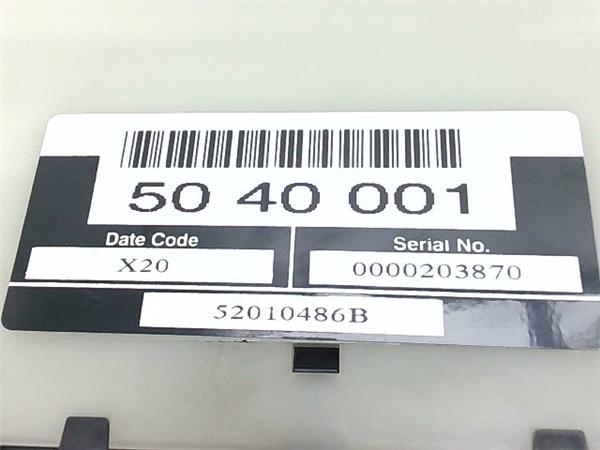 50 40 001
Date Code
Serial No.
X20
0000203870
52010486B